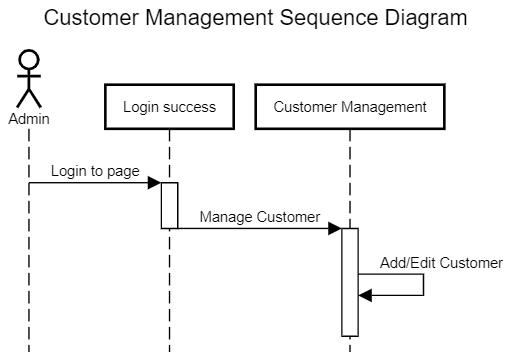 Customer Management Sequence Diagram
Admin
Login success
Customer Management
Login to page
Manage Customer
Add/Edit Customer